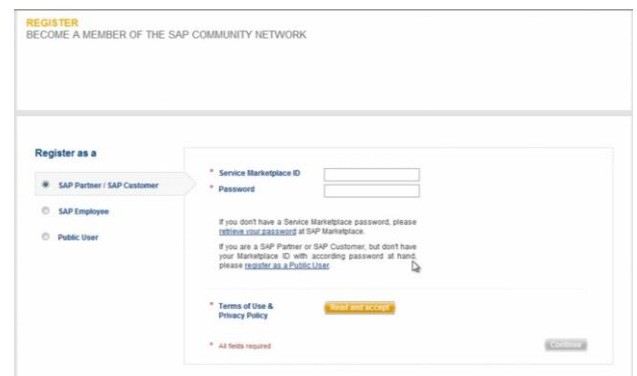 REGISTER
BECOME A MEMBER OF THE SAP COMMUNITY NETWORK
Register as a
SAP Partner / SAP Customer
SAP Employee
Public User
* Service Marketplace ID
* Password
If you don't have a Service Marketplace password, please
retrieve your password at SAP Marketplace.
If you are a SAP Partner or SAP Customer, but don't have
your Marketplace ID with according password at hand,
please register as a Public User.
* Terms of Use &
Privacy Policy
Read and accept
* All fields required
Continue